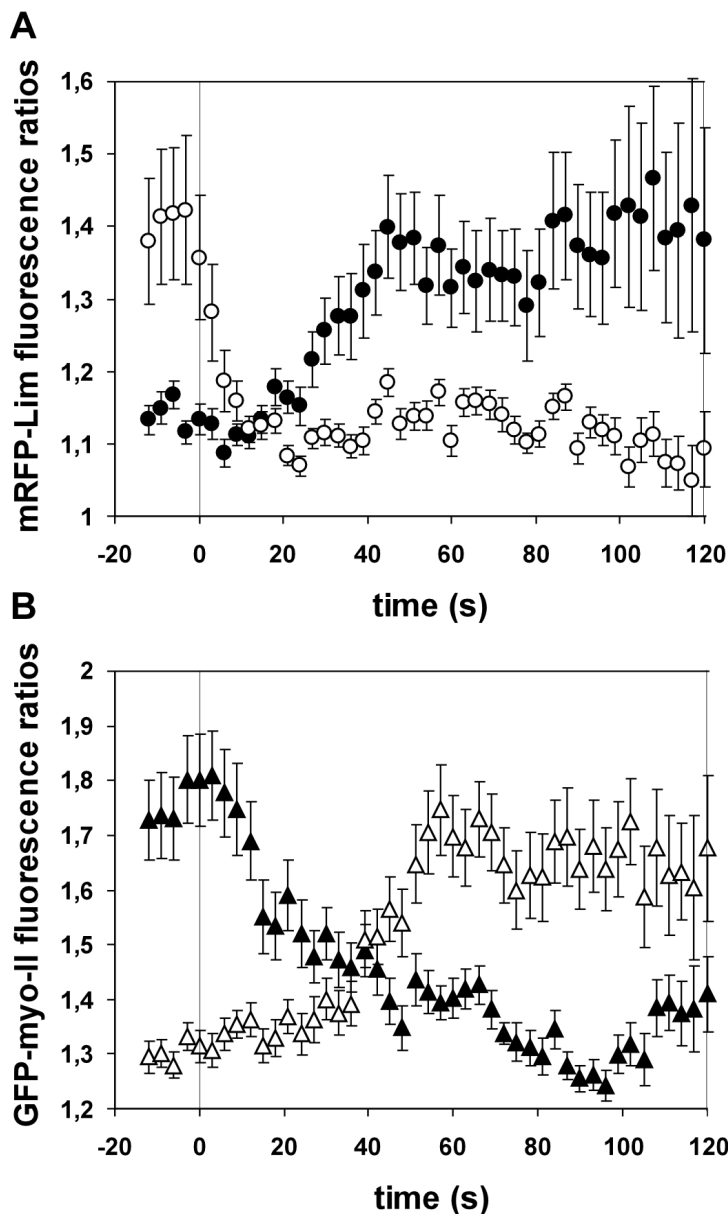 A
mRFP-Lim fluorescence ratios
1,6
1,5
1,4
1,3
1,2
1,1
1
-20 0 20 40 60 80 100 120
time (s)
B
GFP-myo-II fluorescence ratios
2
1,9
1,8
1,7
1,6
1,5
1,4
1,3
1,2
-20 0 20 40 60 80 100 120
time (s)